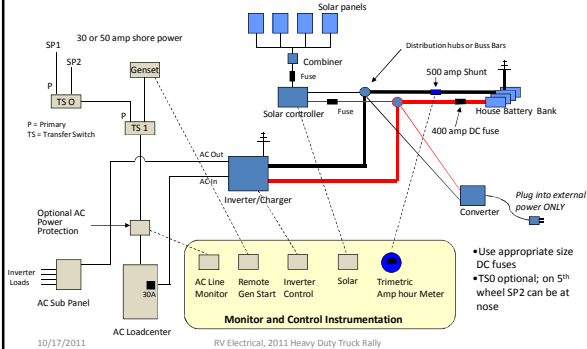 Solar panels
30 or 50 amp shore power
SP1
SP2
Genset
Combiner
Fuse
Distribution hubs or Buss Bars
500 amp Shunt
P
TS 0
P
TS 1
P = Primary
TS = Transfer Switch
Solar controller
Fuse
House Battery Bank
400 amp DC fuse
AC Out
AC In
Inverter/Charger
Converter
Plug into external
power ONLY
Optional AC
Power
Protection
Inverter
Loads
AC Sub Panel
30A
AC Loadcenter
AC Line
Monitor
Remote
Gen Start
Inverter
Control
Solar
Trimetric
Amp hour Meter
Monitor and Control Instrumentation
•Use appropriate size
DC fuses
•TS0 optional; on 5th
wheel SP2 can be at
nose
10/17/2011
RV Electrical, 2011 Heavy Duty Truck Rally